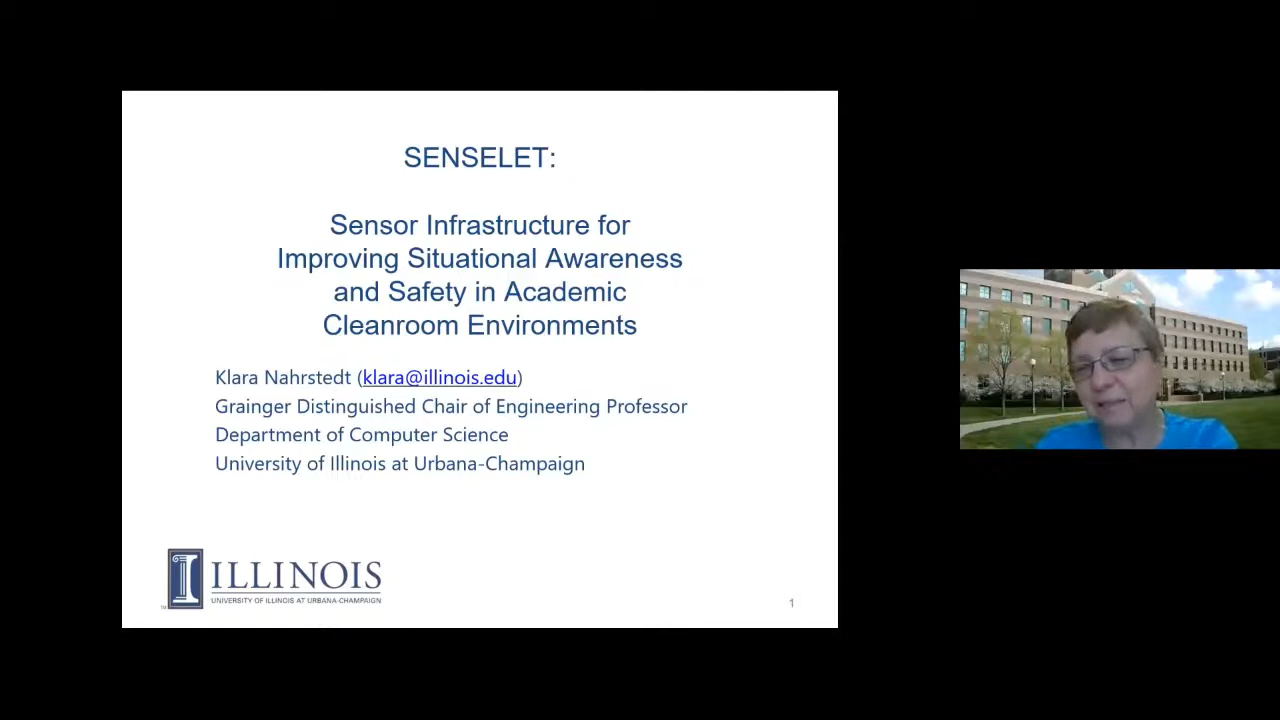 SENSELET:
Sensor Infrastructure for
Improving Situational Awareness
and Safety in Academic
Cleanroom Environments
Klara Nahrstedt (klara@illinois.edu)
Grainger Distinguished Chair of Engineering Professor
Department of Computer Science
University of Illinois at Urbana-Champaign
I ILLINOIS
UNIVERSITY OF ILLINOIS AT URBANA-CHAMPAIGN
TM
1